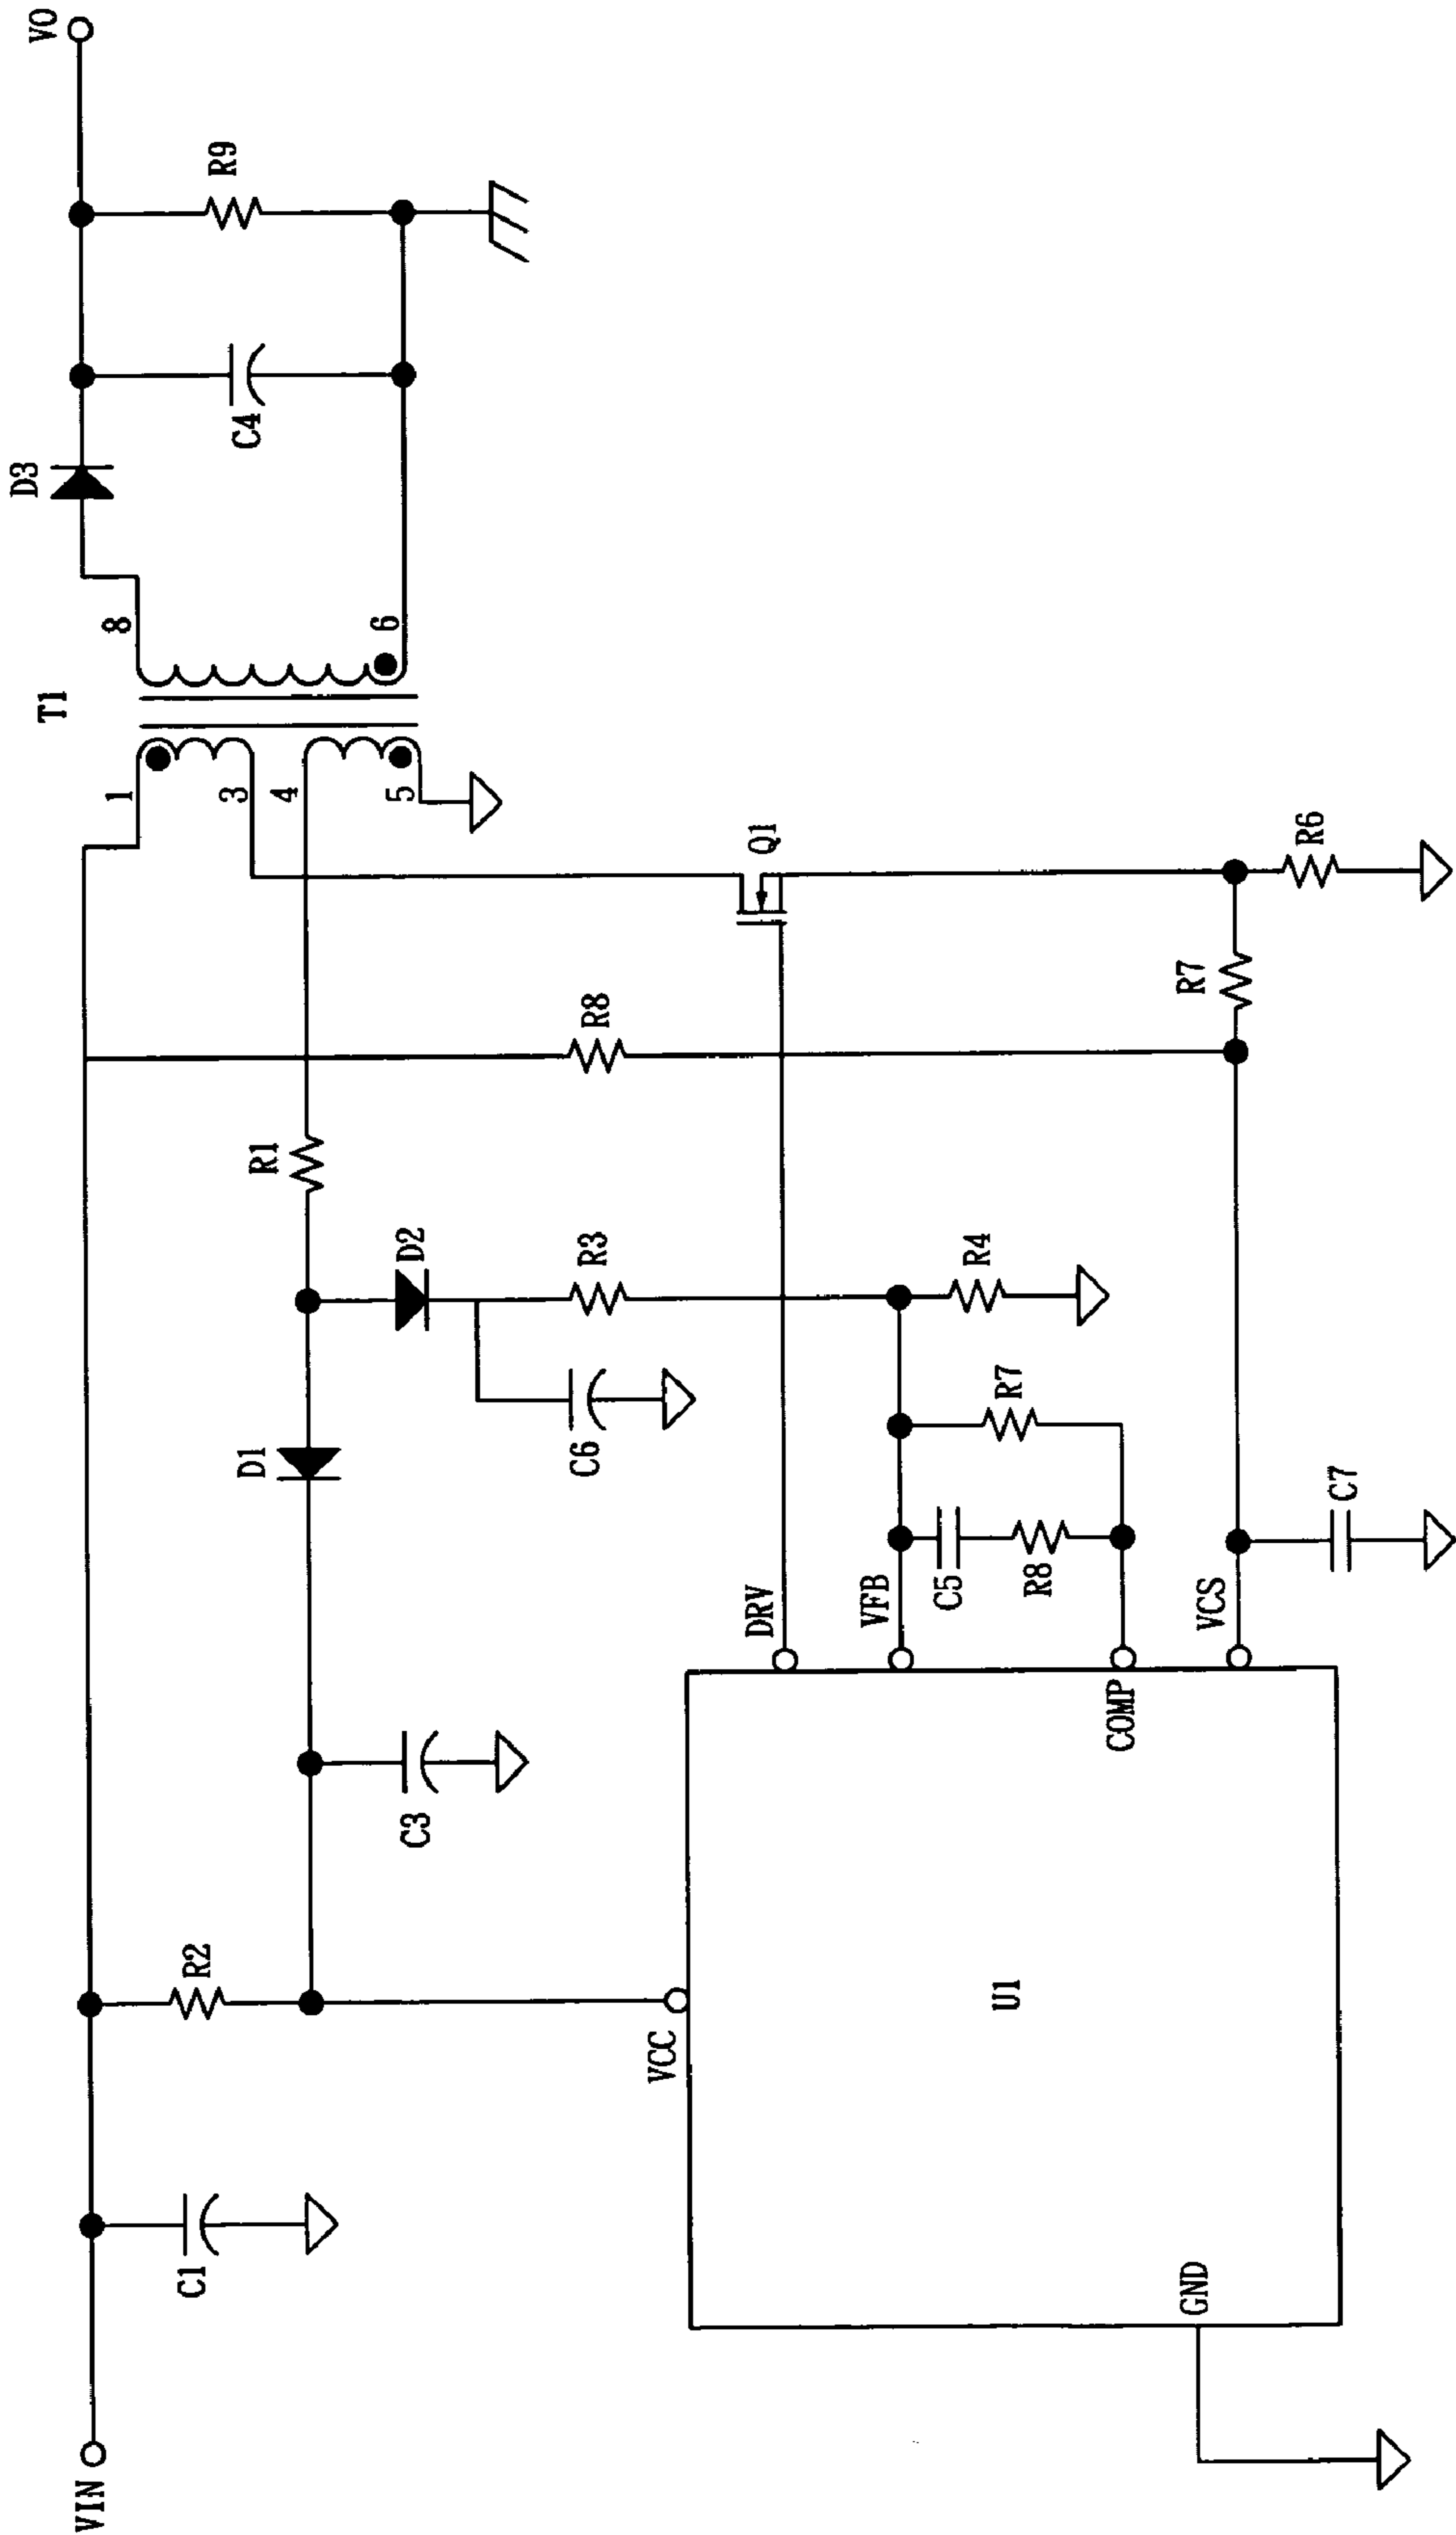 VIN
C1
R2
VCC
C3
D1
R1
D2
C6
R3
R8
T1
1
3
4
5
8
6
D3
C4
R9
VO
Q1
U1
GND
DRV
VFB
COMP
VCS
C5
R8
R7
R4
C7
R7
R6